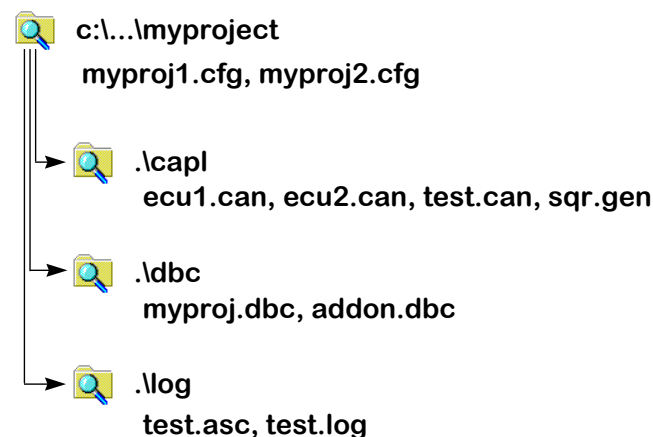 c:\...\myproject
myproj1.cfg, myproj2.cfg
.\capl
ecu1.can, ecu2.can, test.can, sqr.gen
.\dbc
myproj.dbc, addon.dbc
.\log
test.asc, test.log